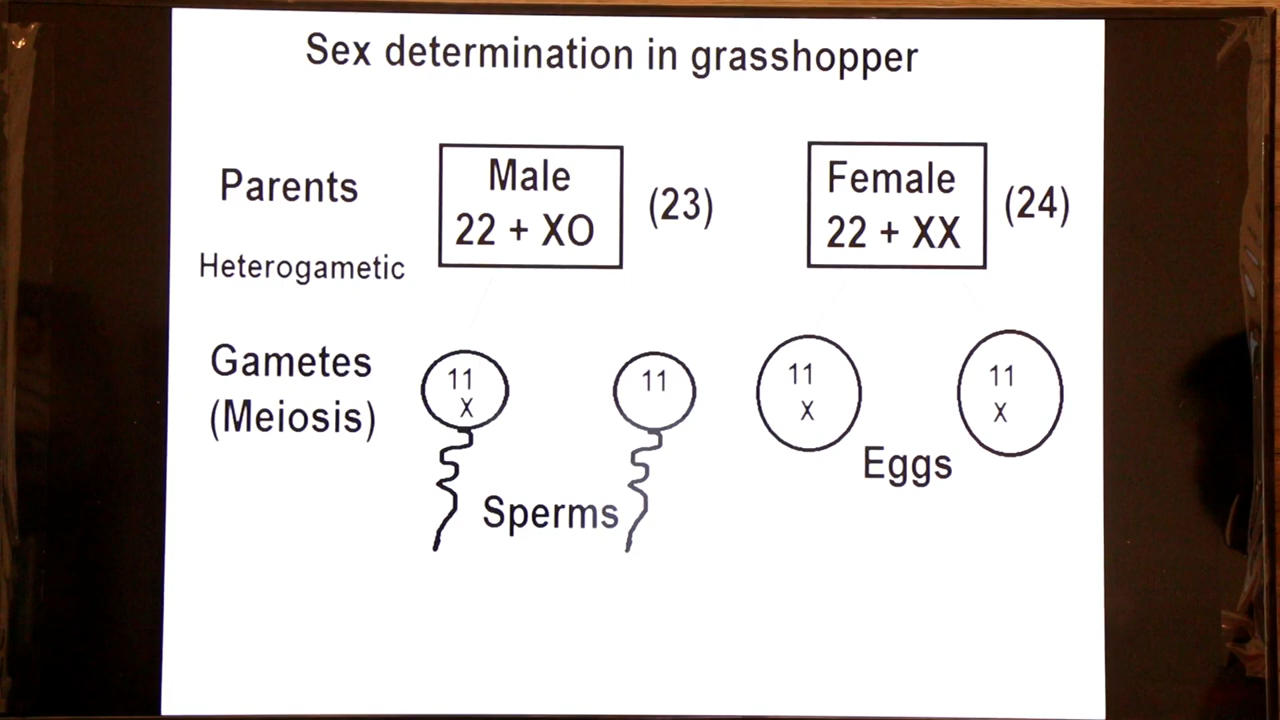 Sex determination in grasshopper
Parents
Male
22 + XO
(23)
Female
22 + XX
(24)
Heterogametic
Gametes
(Meiosis)
11
X
11
11
X
11
X
Sperms
Eggs